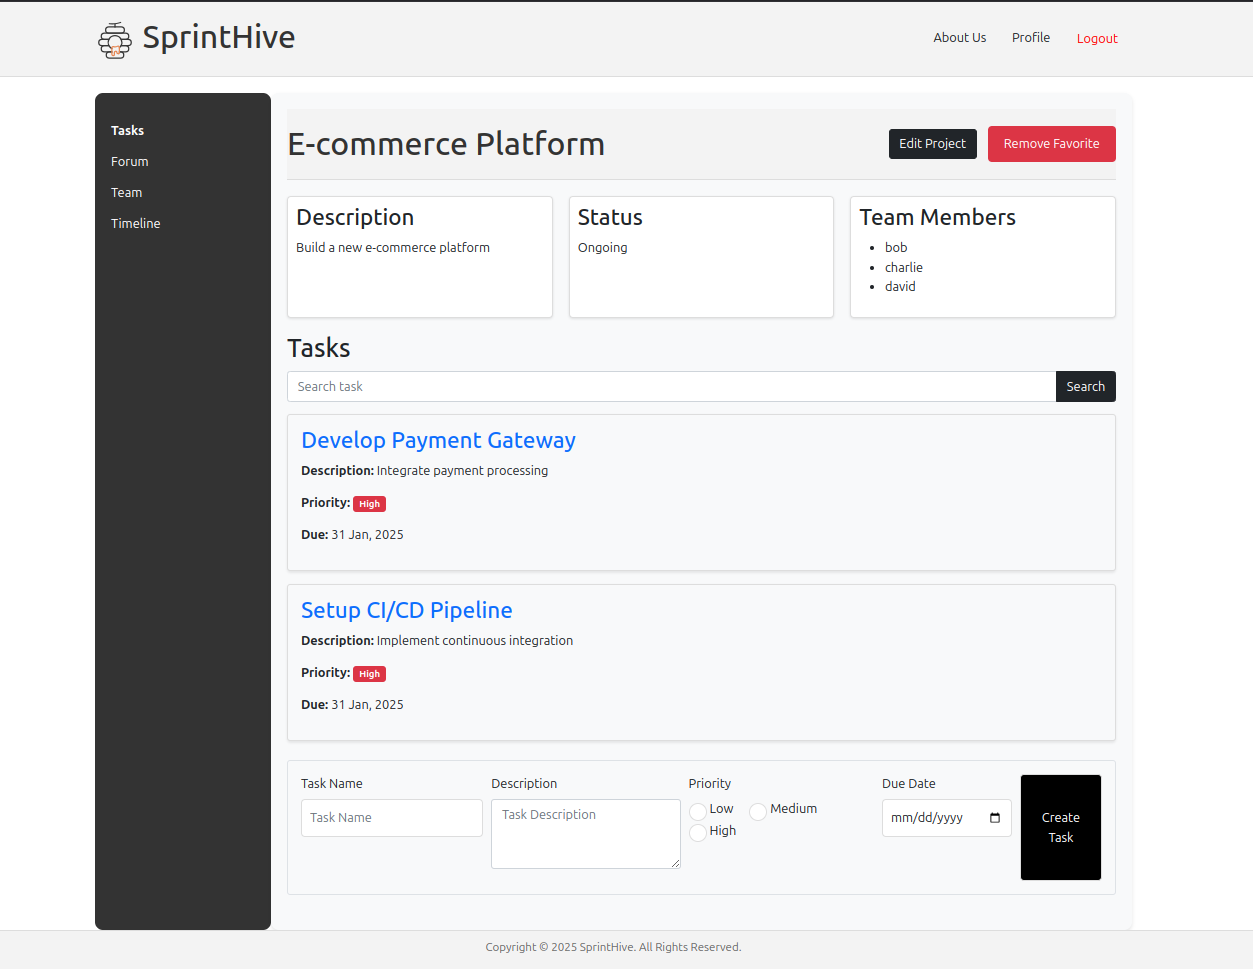 SprintHive
About Us Profile Logout
Tasks
Forum
Team
Timeline
E-commerce Platform
Edit Project Remove Favorite
Description
Build a new e-commerce platform
Status
Ongoing
Team Members
bob
charlie
david
Tasks
Search task Search
Develop Payment Gateway
Description: Integrate payment processing
Priority: High
Due: 31 Jan, 2025
Setup CI/CD Pipeline
Description: Implement continuous integration
Priority: High
Due: 31 Jan, 2025
Task Name
Task Name
Description
Task Description
Priority
Low Medium
High
Due Date
mm/dd/yyyy
Create
Task
Copyright © 2025 SprintHive. All Rights Reserved.